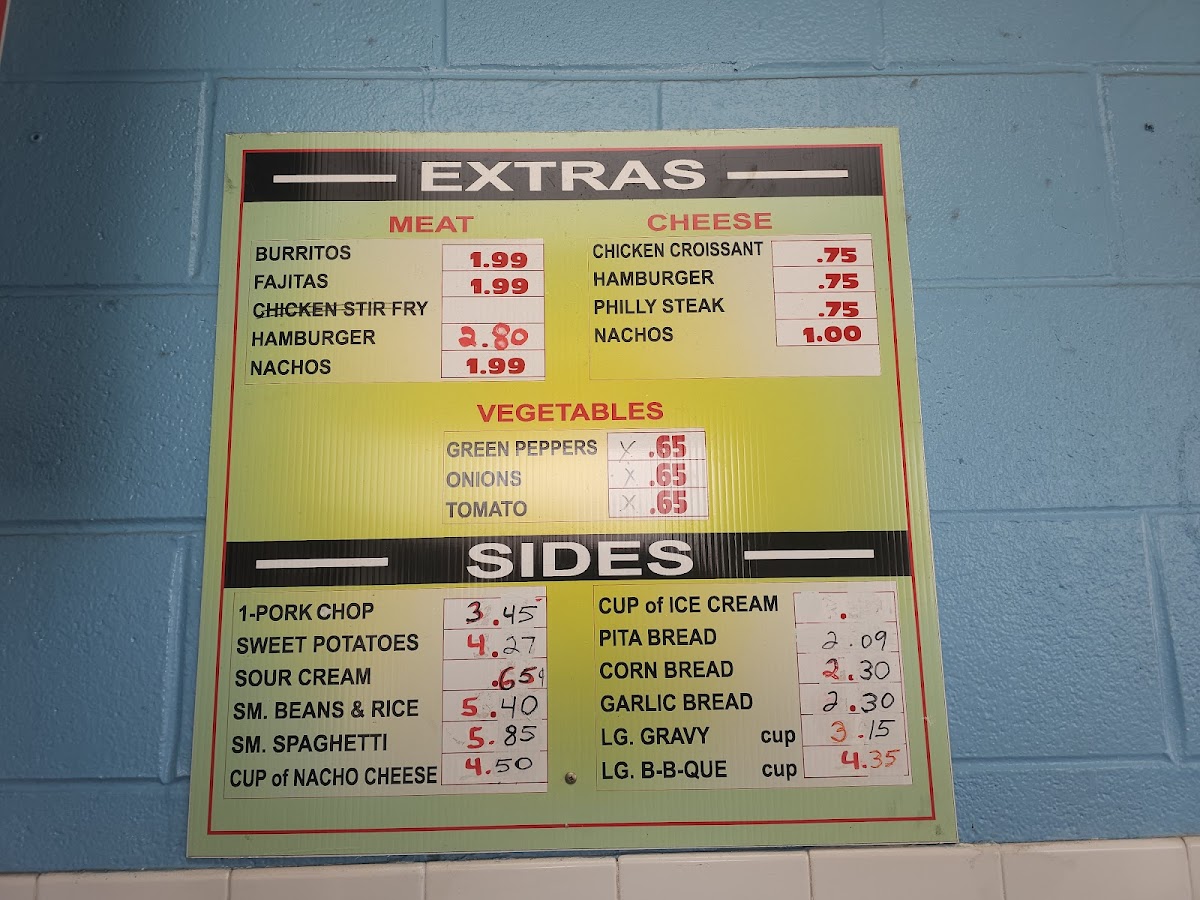 EXTRAS
MEAT
BURRITOS 1.99
FAJITAS 1.99
CHICKEN STIR FRY
HAMBURGER 2.80
NACHOS 1.99
CHEESE
CHICKEN CROISSANT .75
HAMBURGER .75
PHILLY STEAK .75
NACHOS 1.00
VEGETABLES
GREEN PEPPERS X .65
ONIONS X .65
TOMATO X .65
SIDES
1-PORK CHOP 3.45
SWEET POTATOES 4.27
SOUR CREAM .65¢
SM. BEANS & RICE 5.40
SM. SPAGHETTI 5.85
CUP of NACHO CHEESE 4.50
CUP of ICE CREAM .
PITA BREAD 2.09
CORN BREAD 2.30
GARLIC BREAD 2.30
LG. GRAVY cup 3.15
LG. B-B-QUE cup 4.35